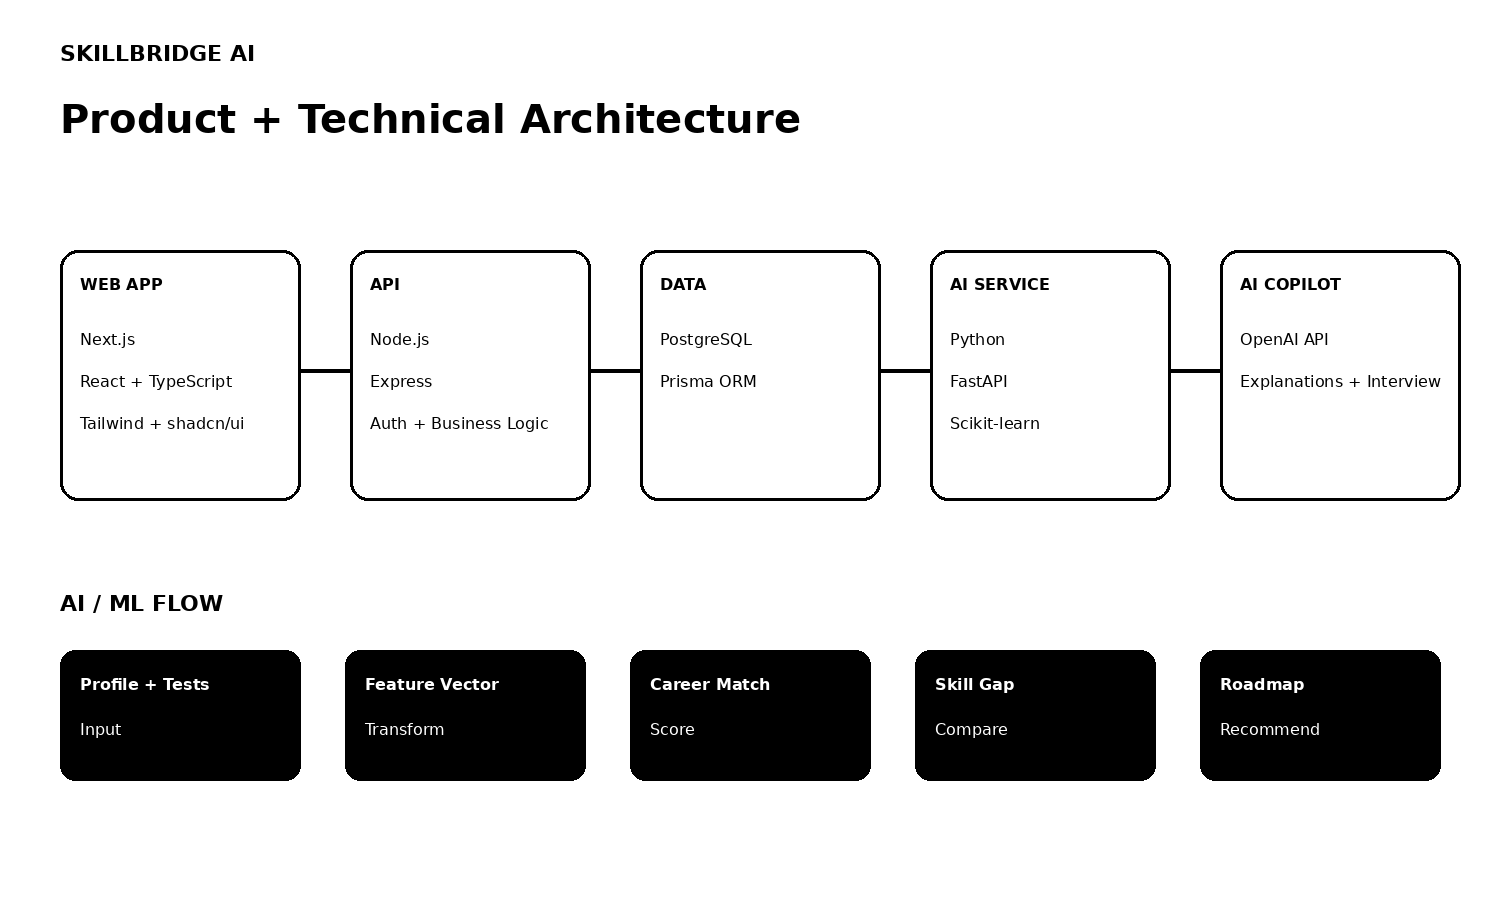 SKILLBRIDGE AI
Product + Technical Architecture
WEB APP
Next.js
React + TypeScript
Tailwind + shadcn/ui
API
Node.js
Express
Auth + Business Logic
DATA
PostgreSQL
Prisma ORM
AI SERVICE
Python
FastAPI
Scikit-learn
AI COPILOT
OpenAI API
Explanations + Interview
AI / ML FLOW
Profile + Tests
Input
Feature Vector
Transform
Career Match
Score
Skill Gap
Compare
Roadmap
Recommend